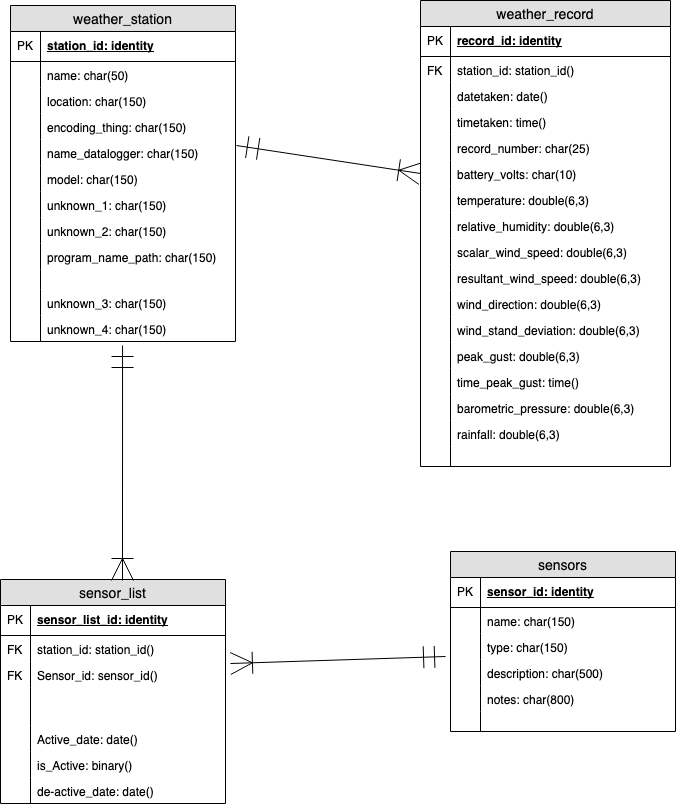 weather_station
PK station_id: identity
name: char(50)
location: char(150)
encoding_thing: char(150)
name_datalogger: char(150)
model: char(150)
unknown_1: char(150)
unknown_2: char(150)
program_name_path: char(150)
unknown_3: char(150)
unknown_4: char(150)
weather_record
PK record_id: identity
FK station_id: station_id()
datetaken: date()
timetaken: time()
record_number: char(25)
battery_volts: char(10)
temperature: double(6,3)
relative_humidity: double(6,3)
scalar_wind_speed: double(6,3)
resultant_wind_speed: double(6,3)
wind_direction: double(6,3)
wind_stand_deviation: double(6,3)
peak_gust: double(6,3)
time_peak_gust: time()
barometric_pressure: double(6,3)
rainfall: double(6,3)
sensor_list
PK sensor_list_id: identity
FK station_id: station_id()
FK Sensor_id: sensor_id()
Active_date: date()
is_Active: binary()
de-active_date: date()
sensors
PK sensor_id: identity
name: char(150)
type: char(150)
description: char(500)
notes: char(800)